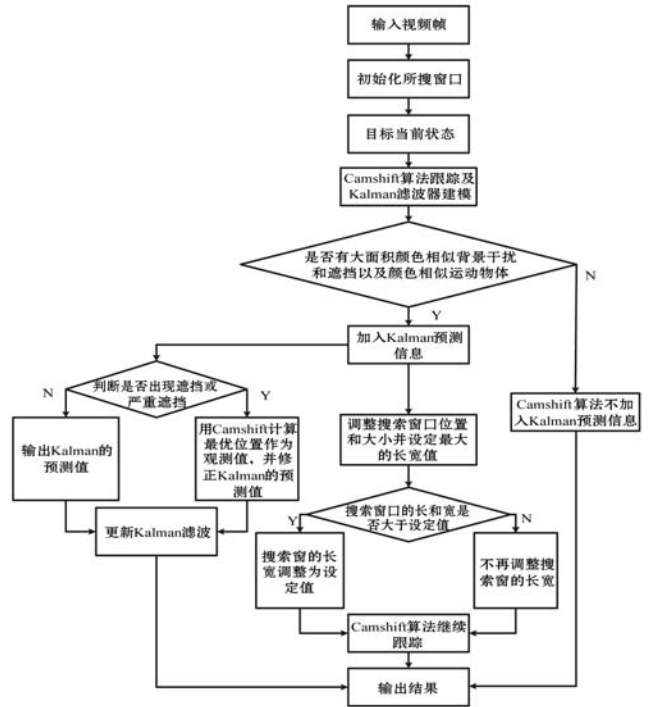 输入视频帧
初始化所搜窗口
目标当前状态
Camshift算法跟踪及
Kalman滤波器建模
是否有大面积颜色相似背景干扰
和遮挡以及颜色相似运动物体
N
Y
加入Kalman预测
信息
判断是否出现遮挡或
严重遮挡
N
Y
输出Kalman的
预测值
用Camshift计算
最优位置作为
观测值，并修
正Kalman的预
测值
调整搜索窗口位置
和大小并设定最大
的长宽值
Camshift算法不加
入Kalman预测信息
更新Kalman滤波
搜索窗口的长和宽是
否大于设定值
Y
N
搜索窗的长
宽调整为设
定值
不再调整搜
索窗的长宽
Camshift算法继续
跟踪
输出结果